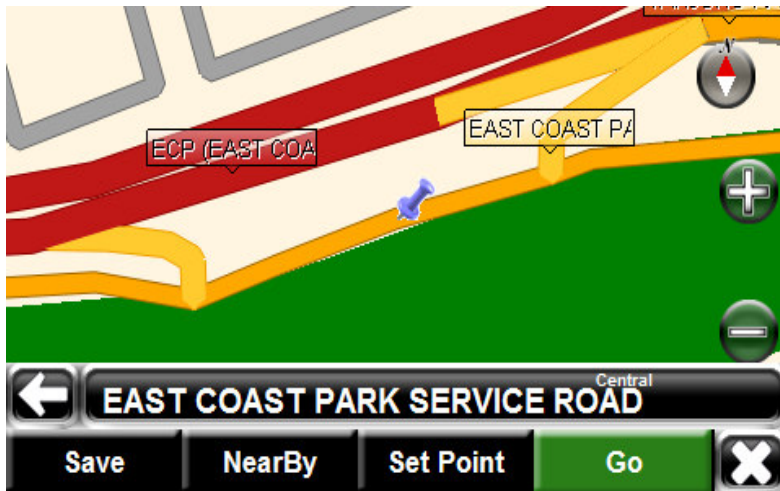 N
ECP (EAST COA
EAST COAST PA
Central
EAST COAST PARK SERVICE ROAD
Save
NearBy
Set Point
Go